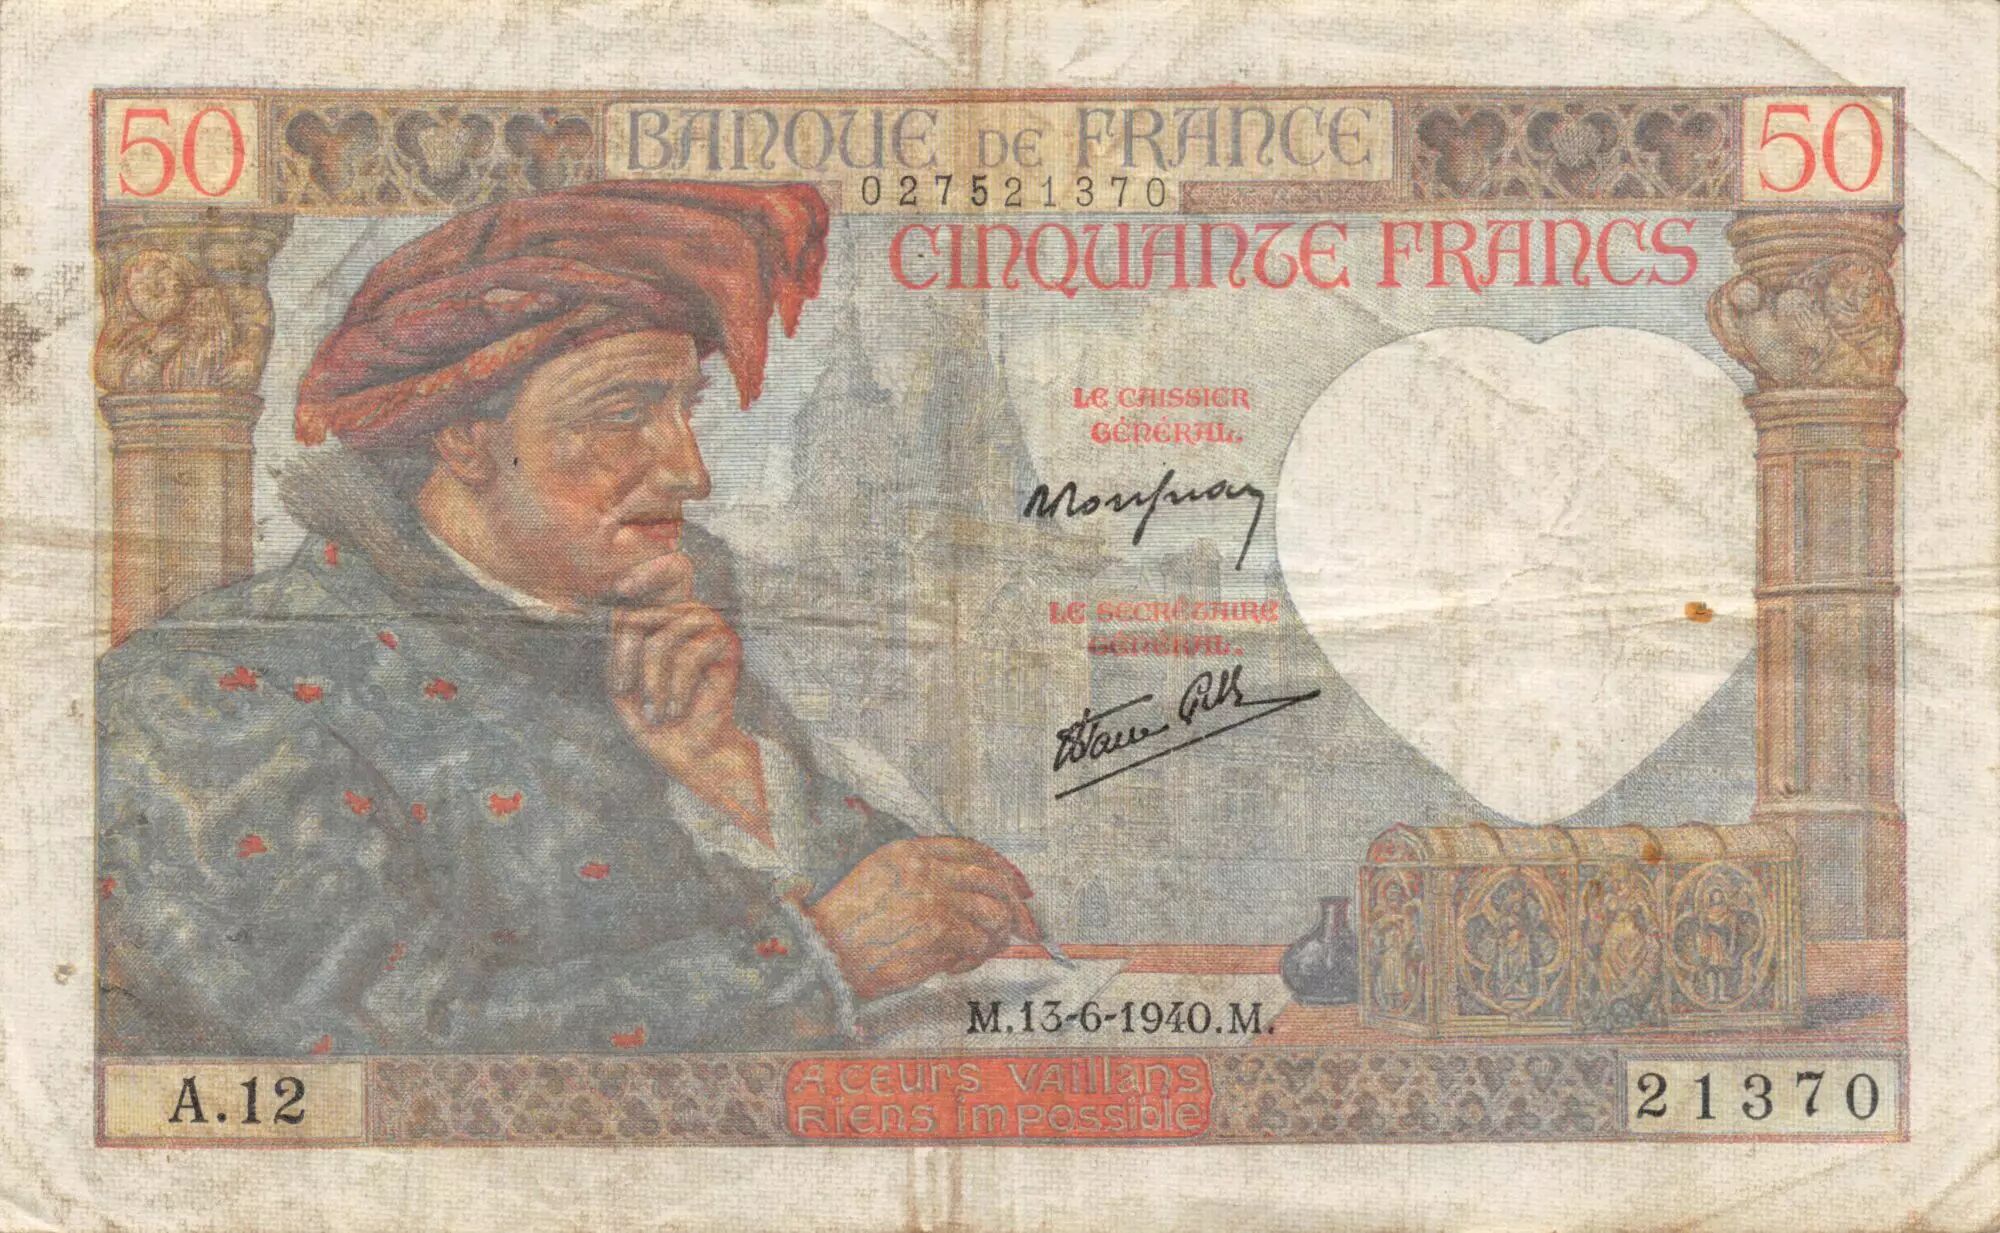 50
BANQUE DE FRANCE
50
027521370
CINQUANTE FRANCS
LE CAISSIER
GÉNÉRAL.
LE SECRÉTAIRE
GÉNÉRAL.
M.13-6-1940.M.
A.12
A CEURS VAILLANS
RIENS IMPOSSIBLE
21370